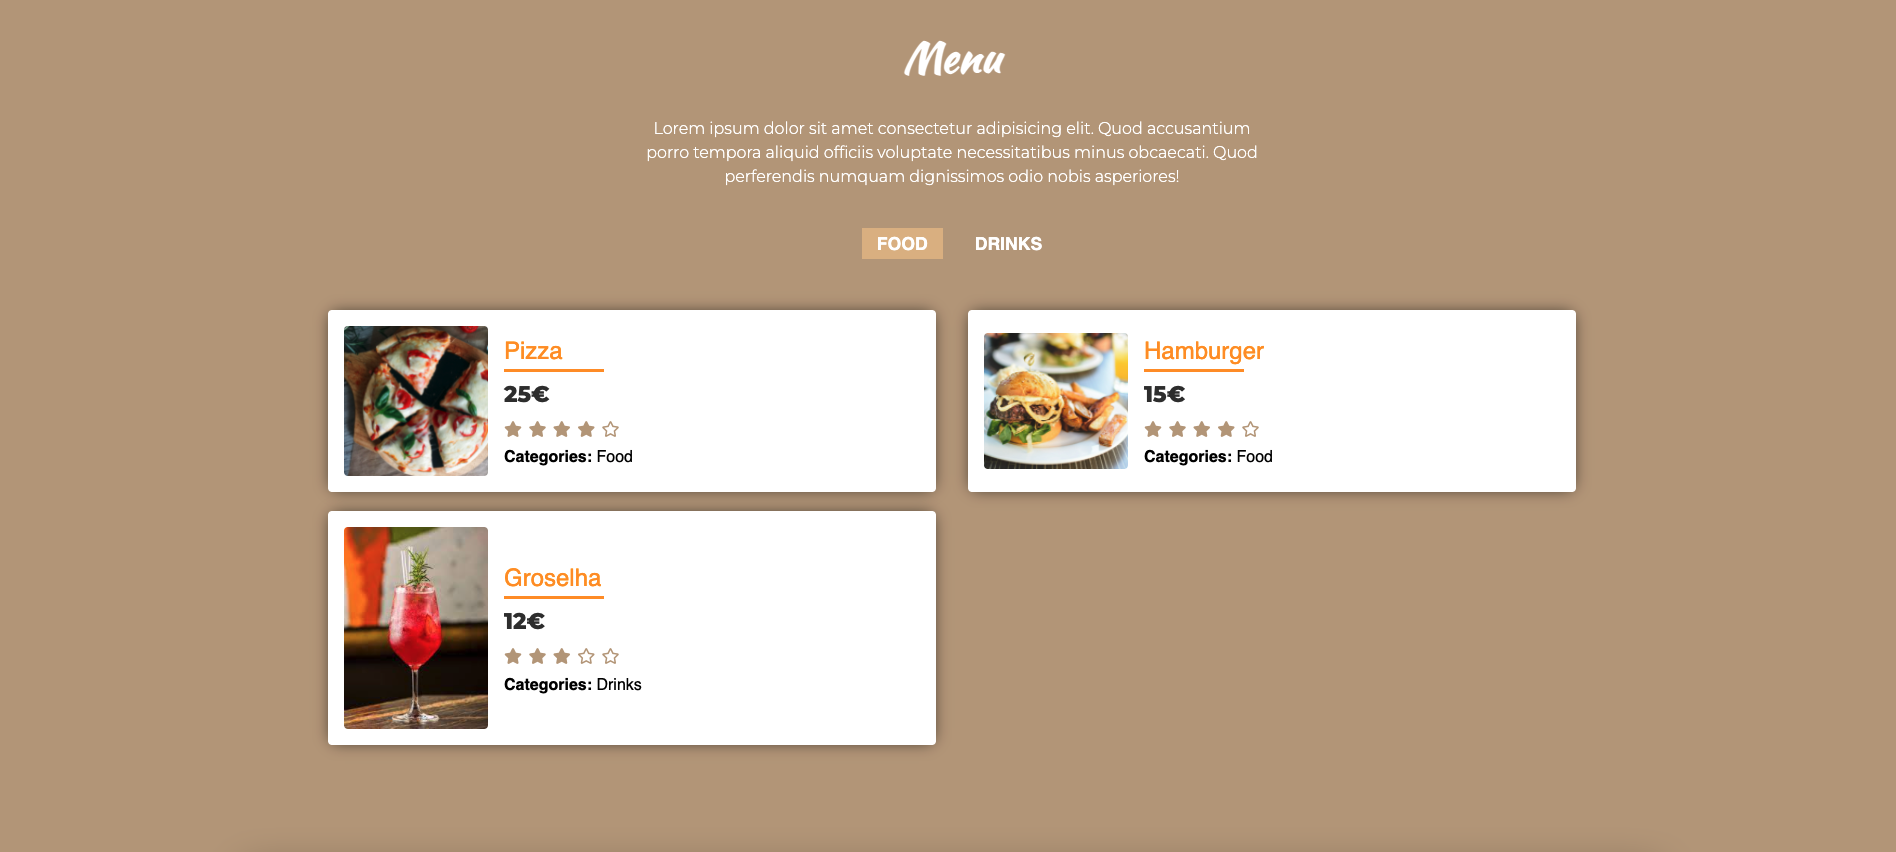 Menu
Lorem ipsum dolor sit amet consectetur adipisicing elit. Quod accusantium
porro tempora aliquid officiis voluptate necessitatibus minus obcaecati. Quod
perferendis numquam dignissimos odio nobis asperiores!
FOOD
DRINKS
Pizza
25€
Categories: Food
Hamburger
15€
Categories: Food
Groselha
12€
Categories: Drinks